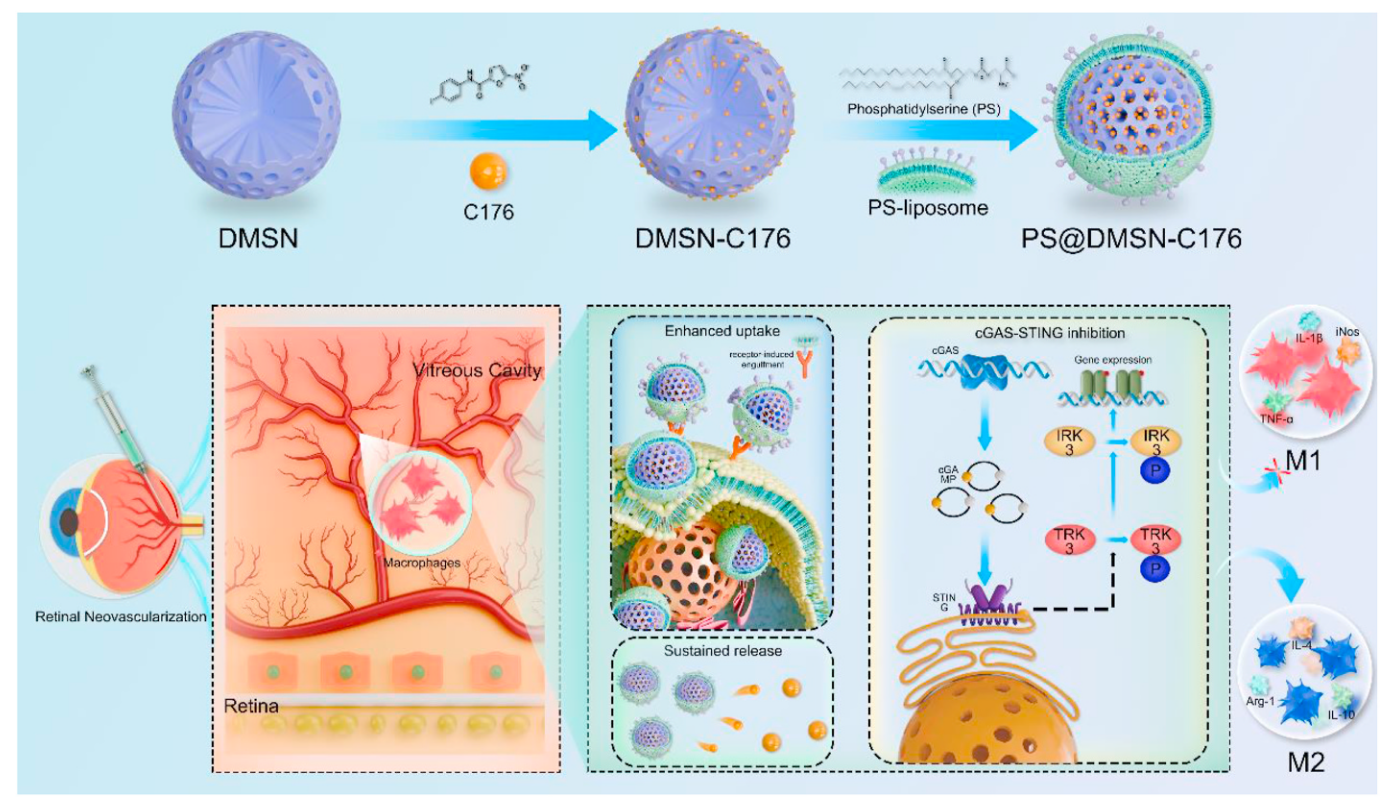 Phosphatidylserine (PS)
C176
PS-liposome
DMSN
DMSN-C176
PS@DMSN-C176
Retinal Neovascularization
Vitreous Cavity
Macrophages
Retina
Enhanced uptake
receptor-induced
engulfment
Sustained release
cGAS-STING inhibition
cGAS
Gene expression
IRK
3
IRK
3
P
cGA
MP
TRK
3
TRK
3
P
STIN
G
iNos
IL-1β
TNF-α
M1
IL-4
Arg-1
IL-10
M2